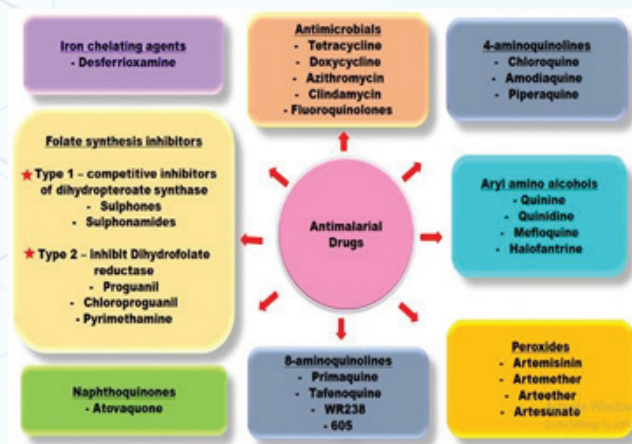 Iron chelating agents
- Desferrioxamine
Antimicrobials
- Tetracycline
- Doxycycline
- Azithromycin
- Clindamycin
- Fluoroquinolones
4-aminoquinolines
- Chloroquine
- Amodiaquine
- Piperaquine
Folate synthesis inhibitors
Type 1 – competitive inhibitors
of dihydropteroate synthase
- Sulphones
- Sulphonamides
Type 2 – inhibit Dihydrofolate
reductase
- Proguanil
- Chloroproguanil
- Pyrimethamine
Antimalarial
Drugs
Aryl amino alcohols
- Quinine
- Quinidine
- Mefloquine
- Halofantrine
Naphthoquinones
- Atovaquone
8-aminoquinolines
- Primaquine
- Tafenoquine
- WR238
- 605
Peroxides
- Artemisinin
- Artemether
- Arteether
- Artesunate